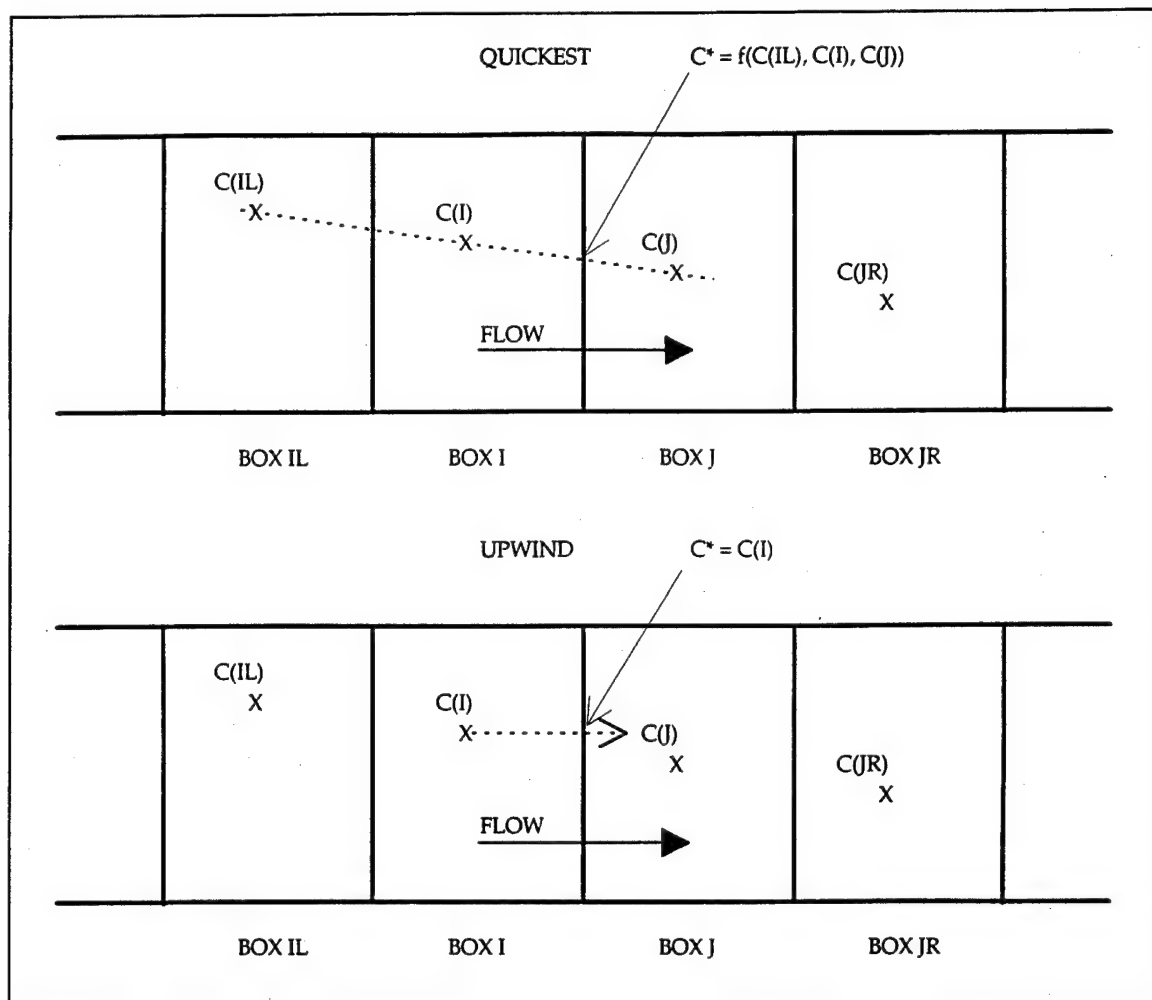 QUICKEST C* = f(C(IL), C(I), C(J))
C(IL)
X
C(I)
X
C(J)
X
C(JR)
X
FLOW
BOX IL BOX I BOX J BOX JR
UPWIND C* = C(I)
C(IL)
X
C(I)
X
C(J)
X
C(JR)
X
FLOW
BOX IL BOX I BOX J BOX JR